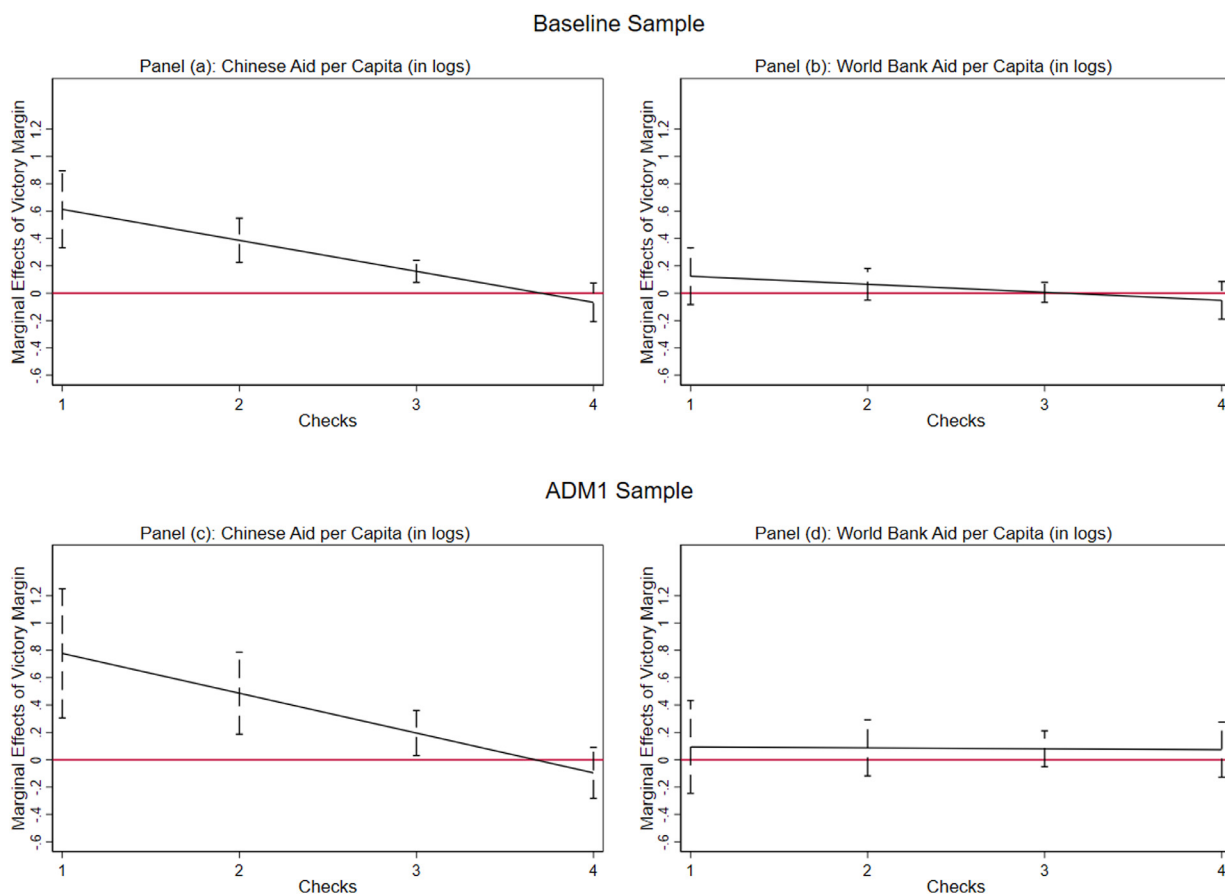 Baseline Sample
Panel (a): Chinese Aid per Capita (in logs)
Marginal Effects of Victory Margin
-.6 -.4 -.2 0 .2 .4 .6 .8 1 1.2
1 2 3 4
Checks
Panel (b): World Bank Aid per Capita (in logs)
Marginal Effects of Victory Margin
-.6 -.4 -.2 0 .2 .4 .6 .8 1 1.2
1 2 3 4
Checks
ADM1 Sample
Panel (c): Chinese Aid per Capita (in logs)
Marginal Effects of Victory Margin
-.6 -.4 -.2 0 .2 .4 .6 .8 1 1.2
1 2 3 4
Checks
Panel (d): World Bank Aid per Capita (in logs)
Marginal Effects of Victory Margin
-.6 -.4 -.2 0 .2 .4 .6 .8 1 1.2
1 2 3 4
Checks